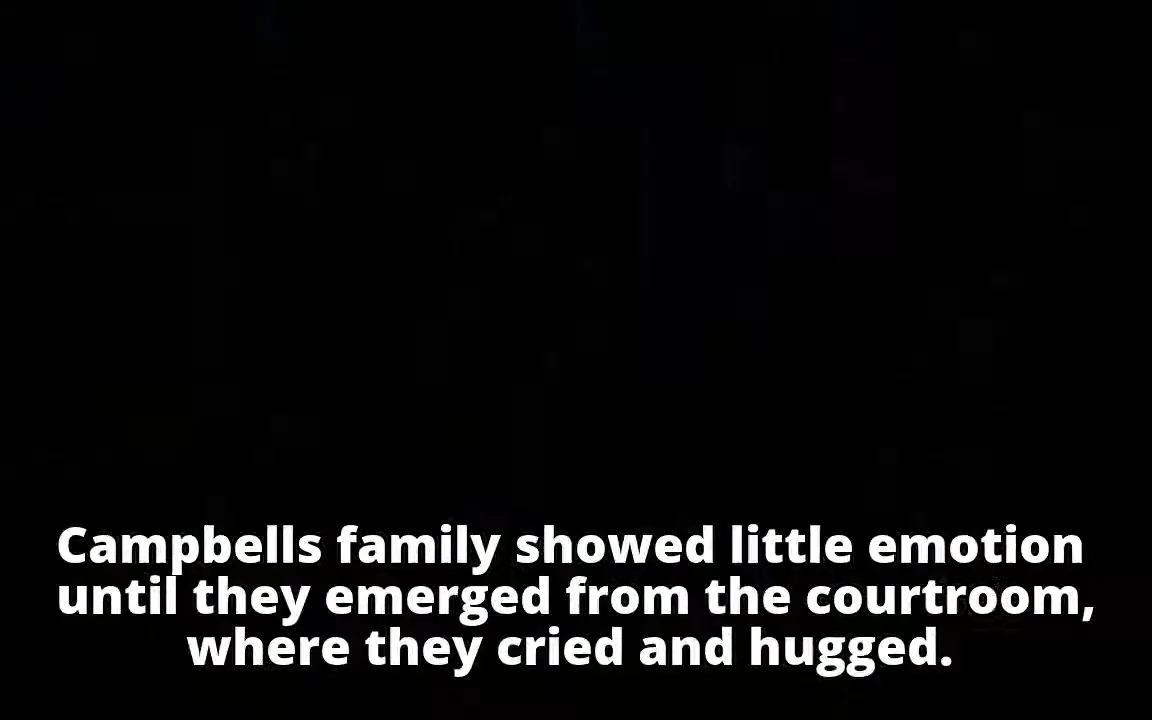 Campbells family showed little emotion
until they emerged from the courtroom,
where they cried and hugged.